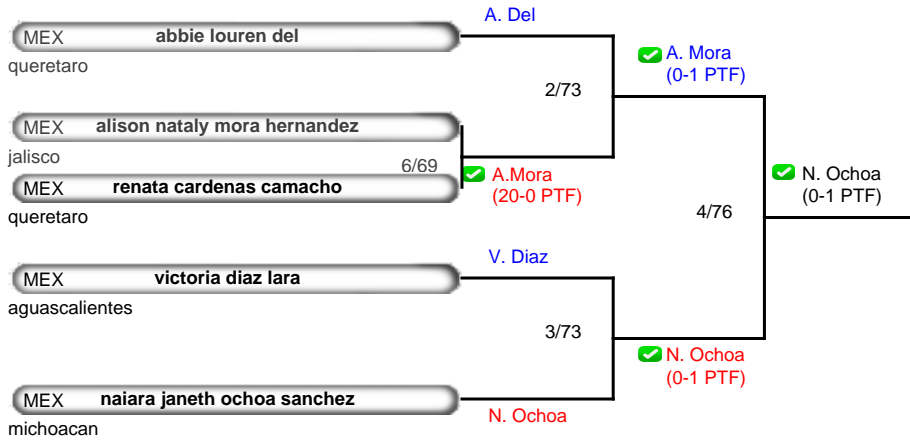 A. Del
MEX abbie louren del
queretaro
A. Mora
(0-1 PTF)
2/73
MEX alison nataly mora hernandez
jalisco
6/69
A.Mora
(20-0 PTF)
MEX renata cardenas camacho
queretaro
N. Ochoa
(0-1 PTF)
4/76
V. Diaz
MEX victoria diaz lara
aguascalientes
3/73
N. Ochoa
(0-1 PTF)
MEX naiara janeth ochoa sanchez
michoacan
N. Ochoa